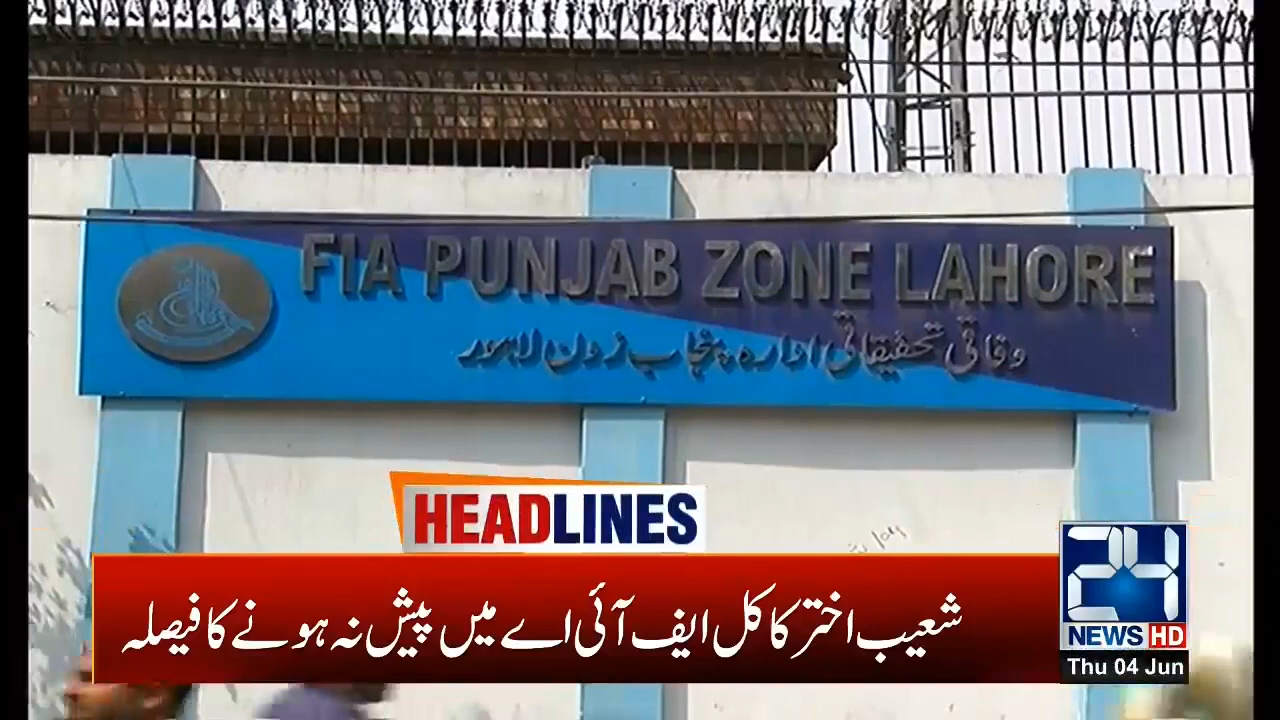 FIA PUNJAB ZONE LAHORE
وفاقی تحقیقاتی ادارہ پنجاب زون لاہور
HEADLINES
شعیب اختر کا کل ایف آئی اے میں پیش نہ ہونے کا فیصلہ
24
NEWS HD
Thu 04 Jun